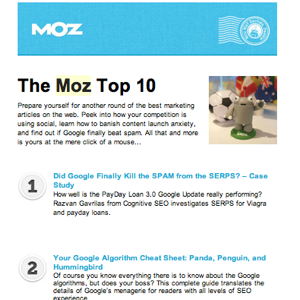 MOZ
The Moz Top 10
Prepare yourself for another round of the best marketing
articles on the web. Peek into how your competition is
using social, learn how to banish content launch anxiety,
and find out if Google finally beat spam. All that and more
is yours at the mere click of a mouse...
1
Did Google Finally Kill the SPAM from the SERPS? – Case
Study
How well is the PayDay Loan 3.0 Google Update really performing?
Razvan Gavrilas from Cognitive SEO investigates SERPS for Viagra
and payday loans.
2
Your Google Algorithm Cheat Sheet: Panda, Penguin, and
Hummingbird
Of course you know everything there is to know about the Google
algorithms, but does your boss? This complete guide translates the
details of Google's menagerie for readers with all levels of SEO
experience